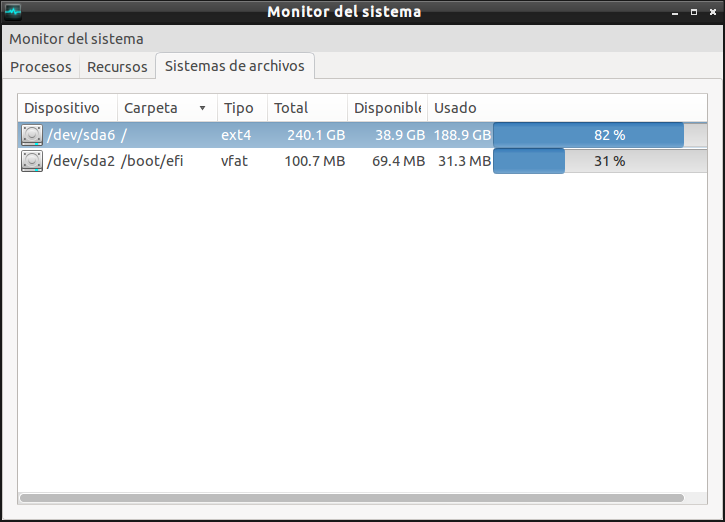 Monitor del sistema
Monitor del sistema
Procesos Recursos Sistemas de archivos
Dispositivo Carpeta Tipo Total Disponible Usado
/dev/sda6 / ext4 240.1 GB 38.9 GB 188.9 GB 82 %
/dev/sda2 /boot/efi vfat 100.7 MB 69.4 MB 31.3 MB 31 %